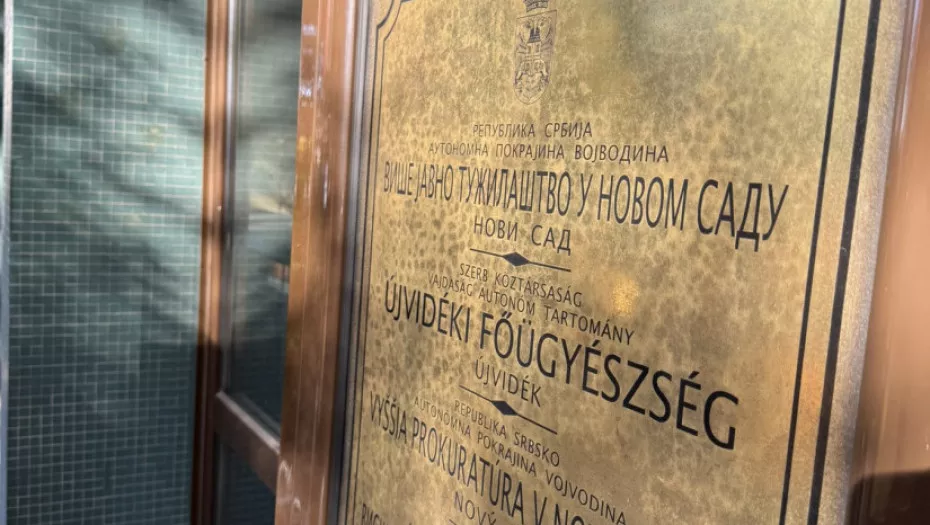 РЕПУБЛИКА СРБИЈА
АУТОНОМНА ПОКРАЈИНА ВОЈВОДИНА
ВИШЕ ЈАВНО ТУЖИЛАШТВО У НОВОМ САДУ
НОВИ САД
SZERB KÖZTÁRSASÁG
VAJDASÁG AUTONÓM TARTOMÁNY
ÚJVIDÉKI FŐÜGYÉSZSÉG
ÚJVIDÉK
REPUBLIKA SRBSKO
AUTONÓMNA POKRAJINA VOJVODINA
VYŠŠIA PROKURATÚRA V
NOVÝ